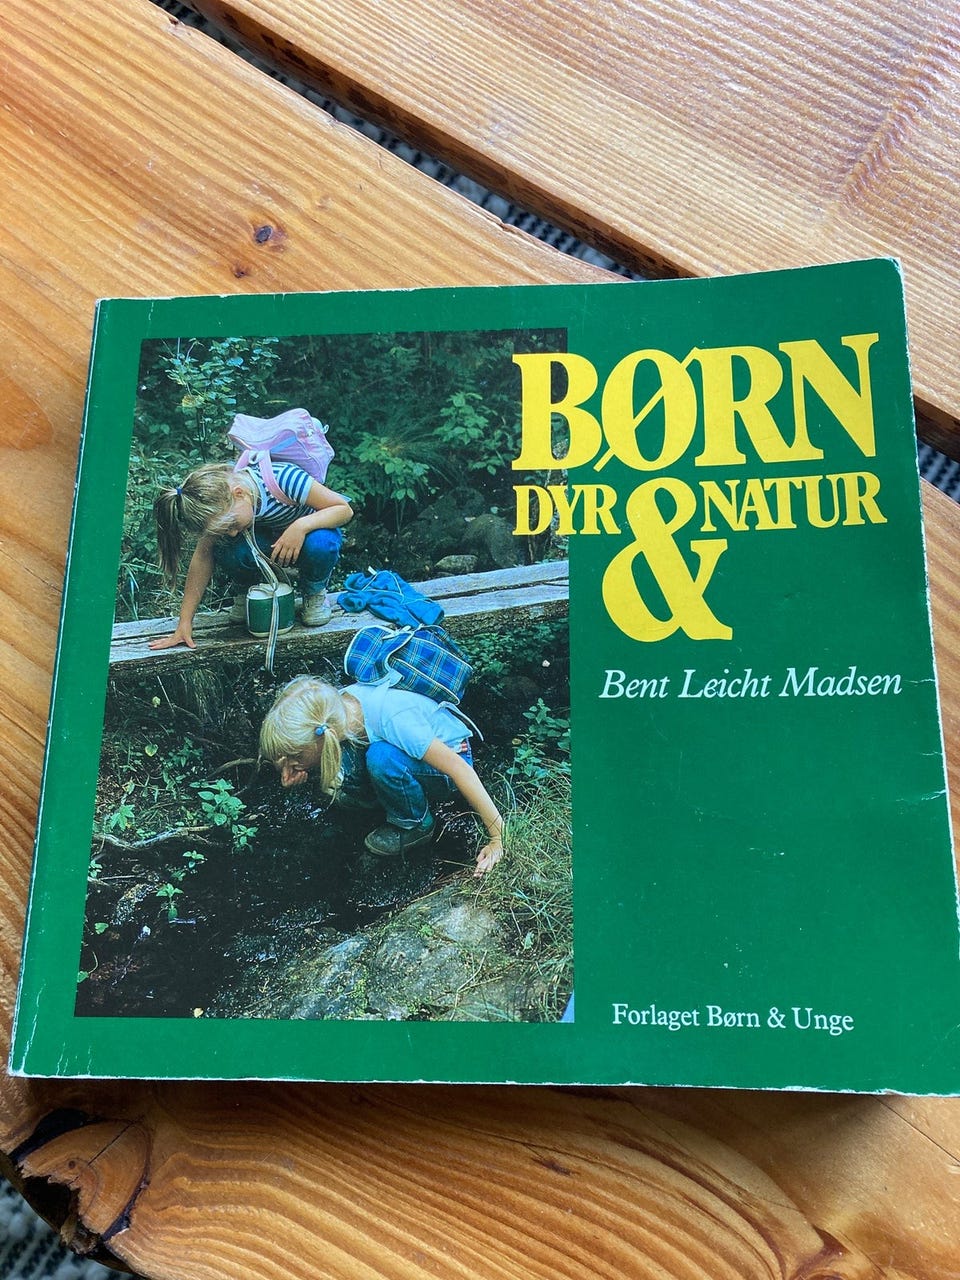 BØRN
DYR & NATUR
Bent Leicht Madsen
Forlaget Børn & Unge